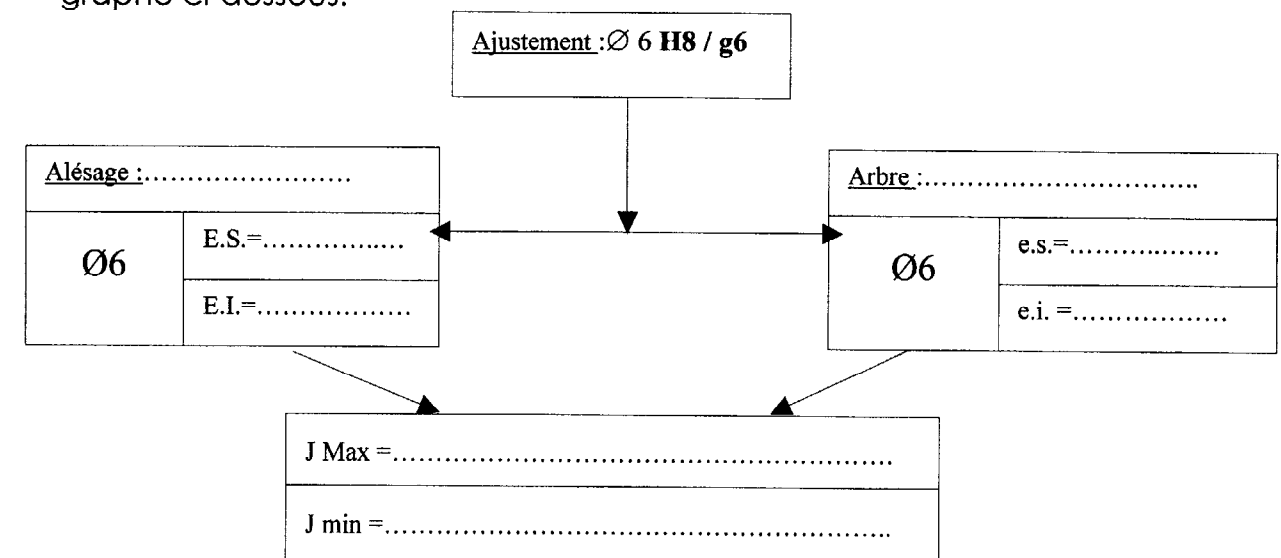 graphe ci-dessous.
Ajustement :∅ 6 H8 / g6
Alésage :........................
Ø6
E.S.=................
E.I.=..................
Arbre :................................
Ø6
e.s.=...................
e.i. =..................
J Max =..........................................................
J min =..........................................................